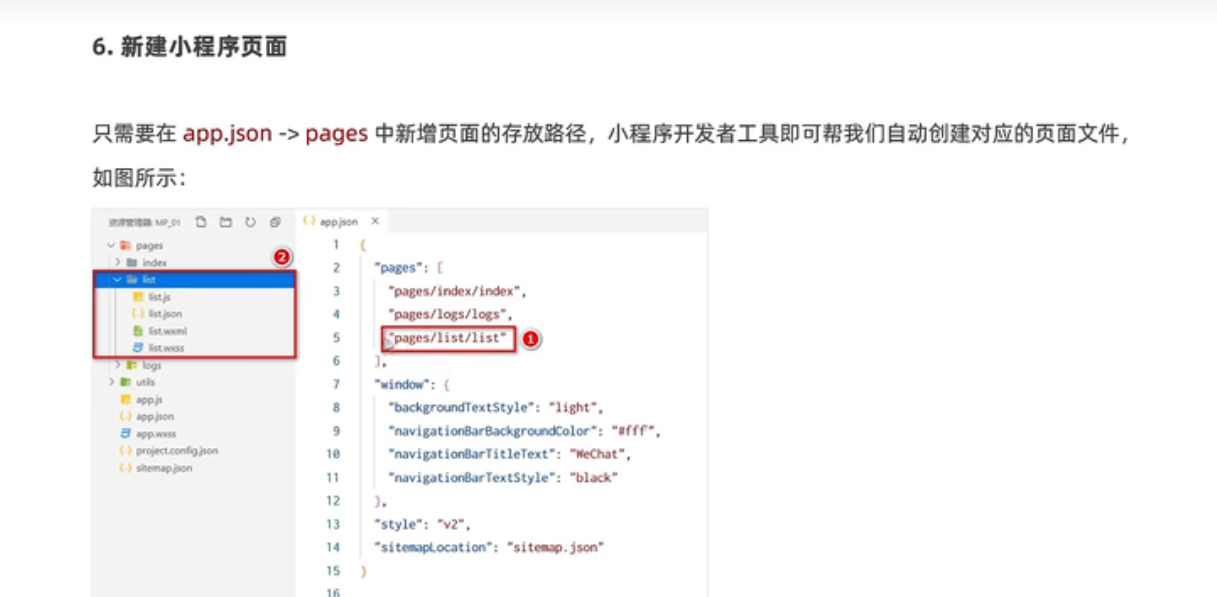 6. 新建小程序页面
只需要在 app.json -> pages 中新增页面的存放路径，小程序开发者工具即可帮我们自动创建对应的页面文件，
如图所示：
资源管理器: MP_01
pages
index
2
list
list.js
list.json
list.wxml
list.wxss
logs
utils
app.js
app.json
app.wxss
project.config.json
sitemap.json
{ } app.json ×
1 {
2 "pages": [
3 "pages/index/index",
4 "pages/logs/logs",
5 "pages/list/list" 1
6 ],
7 "window": {
8 "backgroundTextStyle": "light",
9 "navigationBarBackgroundColor": "#fff",
10 "navigationBarTitleText": "WeChat",
11 "navigationBarTextStyle": "black"
12 },
13 "style": "v2",
14 "sitemapLocation": "sitemap.json"
15 }
16